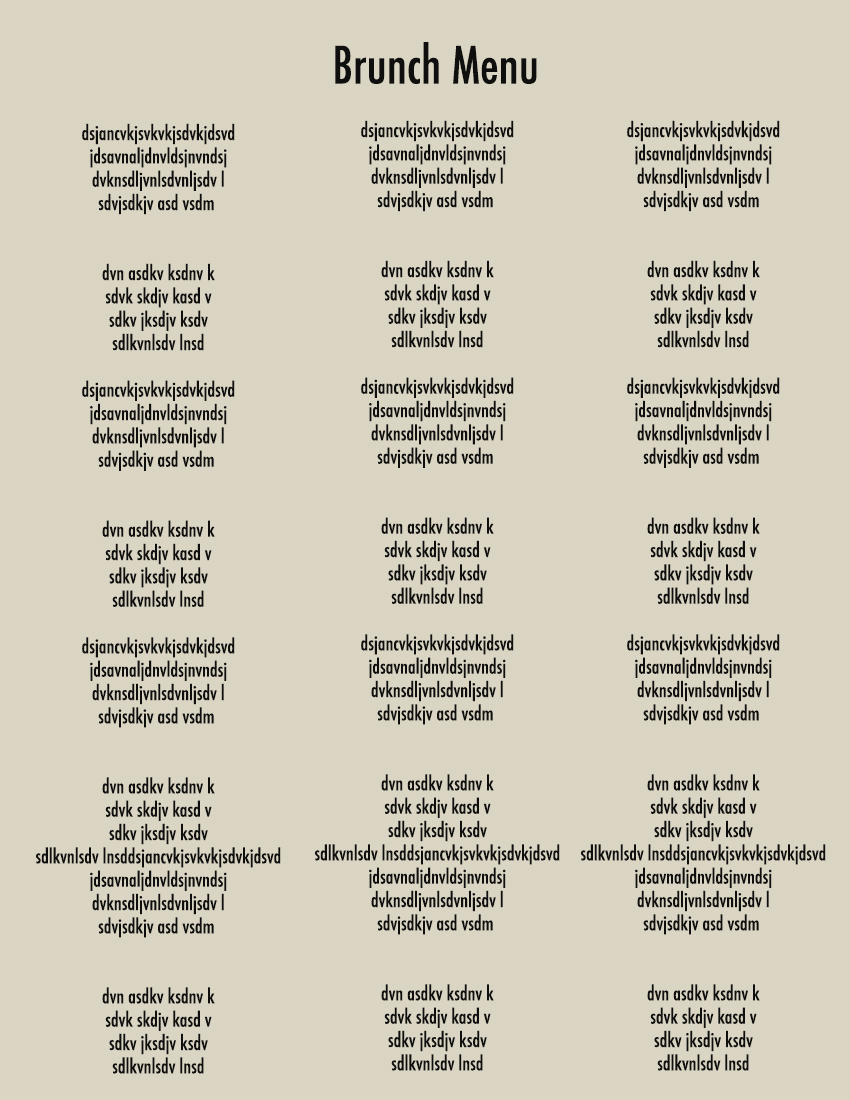 Brunch Menu
dsjancvkjsvkvkjsdvkjdsvd
jdsavnaljdnvldsjnvndsj
dvknsdljvnlsdvnljsdv l
sdvjsdkjv asd vsdm
dvn asdkv ksdnv k
sdvk skdjv kasd v
sdkv jksdjv ksdv
sdlkvnlsdv lnsd
dsjancvkjsvkvkjsdvkjdsvd
jdsavnaljdnvldsjnvndsj
dvknsdljvnlsdvnljsdv l
sdvjsdkjv asd vsdm
dvn asdkv ksdnv k
sdvk skdjv kasd v
sdkv jksdjv ksdv
sdlkvnlsdv lnsd
dsjancvkjsvkvkjsdvkjdsvd
jdsavnaljdnvldsjnvndsj
dvknsdljvnlsdvnljsdv l
sdvjsdkjv asd vsdm
dvn asdkv ksdnv k
sdvk skdjv kasd v
sdkv jksdjv ksdv
sdlkvnlsdv lnsddsjancvkjsvkvkjsdvkjdsvd
jdsavnaljdnvldsjnvndsj
dvknsdljvnlsdvnljsdv l
sdvjsdkjv asd vsdm
dvn asdkv ksdnv k
sdvk skdjv kasd v
sdkv jksdjv ksdv
sdlkvnlsdv lnsd
dsjancvkjsvkvkjsdvkjdsvd
jdsavnaljdnvldsjnvndsj
dvknsdljvnlsdvnljsdv l
sdvjsdkjv asd vsdm
dvn asdkv ksdnv k
sdvk skdjv kasd v
sdkv jksdjv ksdv
sdlkvnlsdv lnsd
dsjancvkjsvkvkjsdvkjdsvd
jdsavnaljdnvldsjnvndsj
dvknsdljvnlsdvnljsdv l
sdvjsdkjv asd vsdm
dvn asdkv ksdnv k
sdvk skdjv kasd v
sdkv jksdjv ksdv
sdlkvnlsdv lnsd
dsjancvkjsvkvkjsdvkjdsvd
jdsavnaljdnvldsjnvndsj
dvknsdljvnlsdvnljsdv l
sdvjsdkjv asd vsdm
dvn asdkv ksdnv k
sdvk skdjv kasd v
sdkv jksdjv ksdv
sdlkvnlsdv lnsddsjancvkjsvkvkjsdvkjdsvd
jdsavnaljdnvldsjnvndsj
dvknsdljvnlsdvnljsdv l
sdvjsdkjv asd vsdm
dvn asdkv ksdnv k
sdvk skdjv kasd v
sdkv jksdjv ksdv
sdlkvnlsdv lnsd
dsjancvkjsvkvkjsdvkjdsvd
jdsavnaljdnvldsjnvndsj
dvknsdljvnlsdvnljsdv l
sdvjsdkjv asd vsdm
dvn asdkv ksdnv k
sdvk skdjv kasd v
sdkv jksdjv ksdv
sdlkvnlsdv lnsd
dsjancvkjsvkvkjsdvkjdsvd
jdsavnaljdnvldsjnvndsj
dvknsdljvnlsdvnljsdv l
sdvjsdkjv asd vsdm
dvn asdkv ksdnv k
sdvk skdjv kasd v
sdkv jksdjv ksdv
sdlkvnlsdv lnsd
dsjancvkjsvkvkjsdvkjdsvd
jdsavnaljdnvldsjnvndsj
dvknsdljvnlsdvnljsdv l
sdvjsdkjv asd vsdm
dvn asdkv ksdnv k
sdvk skdjv kasd v
sdkv jksdjv ksdv
sdlkvnlsdv lnsddsjancvkjsvkvkjsdvkjdsvd
jdsavnaljdnvldsjnvndsj
dvknsdljvnlsdvnljsdv l
sdvjsdkjv asd vsdm
dvn asdkv ksdnv k
sdvk skdjv kasd v
sdkv jksdjv ksdv
sdlkvnlsdv lnsd